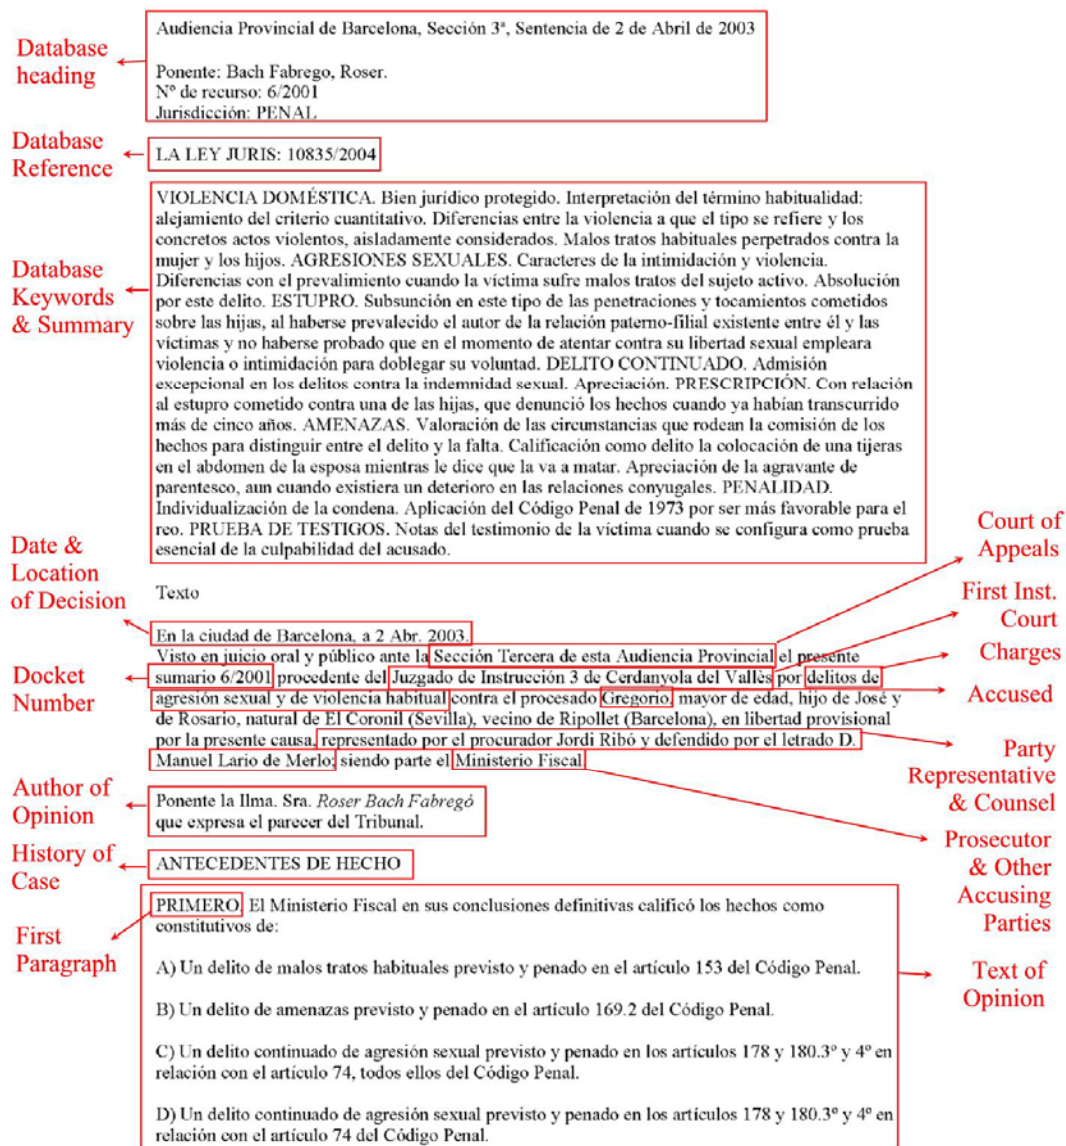 Database
heading
Audiencia Provincial de Barcelona, Sección 3ª, Sentencia de 2 de Abril de 2003
Ponente: Bach Fabrego, Roser.
Nº de recurso: 6/2001
Jurisdicción: PENAL
Database
Reference
LA LEY JURIS: 10835/2004
Database
Keywords
& Summary
VIOLENCIA DOMÉSTICA. Bien jurídico protegido. Interpretación del término habitualidad:
alejamiento del criterio cuantitativo. Diferencias entre la violencia a que el tipo se refiere y los
concretos actos violentos, aisladamente considerados. Malos tratos habituales perpetrados contra la
mujer y los hijos. AGRESIONES SEXUALES. Caracteres de la intimidación y violencia.
Diferencias con el prevalimiento cuando la víctima sufre malos tratos del sujeto activo. Absolución
por este delito. ESTUPRO. Subsunción en este tipo de las penetraciones y tocamientos cometidos
sobre las hijas, al haberse prevalecido el autor de la relación paterno-filial existente entre él y las
víctimas y no haberse probado que en el momento de atentar contra su libertad sexual empleara
violencia o intimidación para doblegar su voluntad. DELITO CONTINUADO. Admisión
excepcional en los delitos contra la indemnidad sexual. Apreciación. PRESCRIPCIÓN. Con relación
al estupro cometido contra una de las hijas, que denunció los hechos cuando ya habían transcurrido
más de cinco años. AMENAZAS. Valoración de las circunstancias que rodean la comisión de los
hechos para distinguir entre el delito y la falta. Calificación como delito la colocación de una tijeras
en el abdomen de la esposa mientras le dice que la va a matar. Apreciación de la agravante de
parentesco, aun cuando existiera un deterioro en las relaciones conyugales. PENALIDAD.
Individualización de la condena. Aplicación del Código Penal de 1973 por ser más favorable para el
reo. PRUEBA DE TESTIGOS. Notas del testimonio de la víctima cuando se configura como prueba
esencial de la culpabilidad del acusado.
Court of
Appeals
Date &
Location
of Decision
Texto
First Inst.
Court
En la ciudad de Barcelona, a 2 Abr. 2003.
Visto en juicio oral y público ante la Sección Tercera de esta Audiencia Provincial el presente
sumario 6/2001 procedente del Juzgado de Instrucción 3 de Cerdanyola del Vallès por delitos de
agresión sexual y de violencia habitual contra el procesado Gregorio, mayor de edad, hijo de José y
de Rosario, natural de El Coronil (Sevilla), vecino de Ripollet (Barcelona), en libertad provisional
por la presente causa, representado por el procurador Jordi Ribó y defendido por el letrado D.
Manuel Lario de Merlo; siendo parte el Ministerio Fiscal
Docket
Number
Charges
Accused
Party
Representative
& Counsel
Author of
Opinion
Ponente la Ilma. Sra. Roser Bach Fabregó
que expresa el parecer del Tribunal.
History of
Case
ANTECEDENTES DE HECHO
Prosecutor
& Other
Accusing
Parties
First
Paragraph
PRIMERO. El Ministerio Fiscal en sus conclusiones definitivas calificó los hechos como
constitutivos de:
A) Un delito de malos tratos habituales previsto y penado en el artículo 153 del Código Penal.
Text of
Opinion
B) Un delito de amenazas previsto y penado en el artículo 169.2 del Código Penal.
C) Un delito continuado de agresión sexual previsto y penado en los artículos 178 y 180.3º y 4º en
relación con el artículo 74, todos ellos del Código Penal.
D) Un delito continuado de agresión sexual previsto y penado en los artículos 178 y 180.3º y 4º en
relación con el artículo 74 del Código Penal.